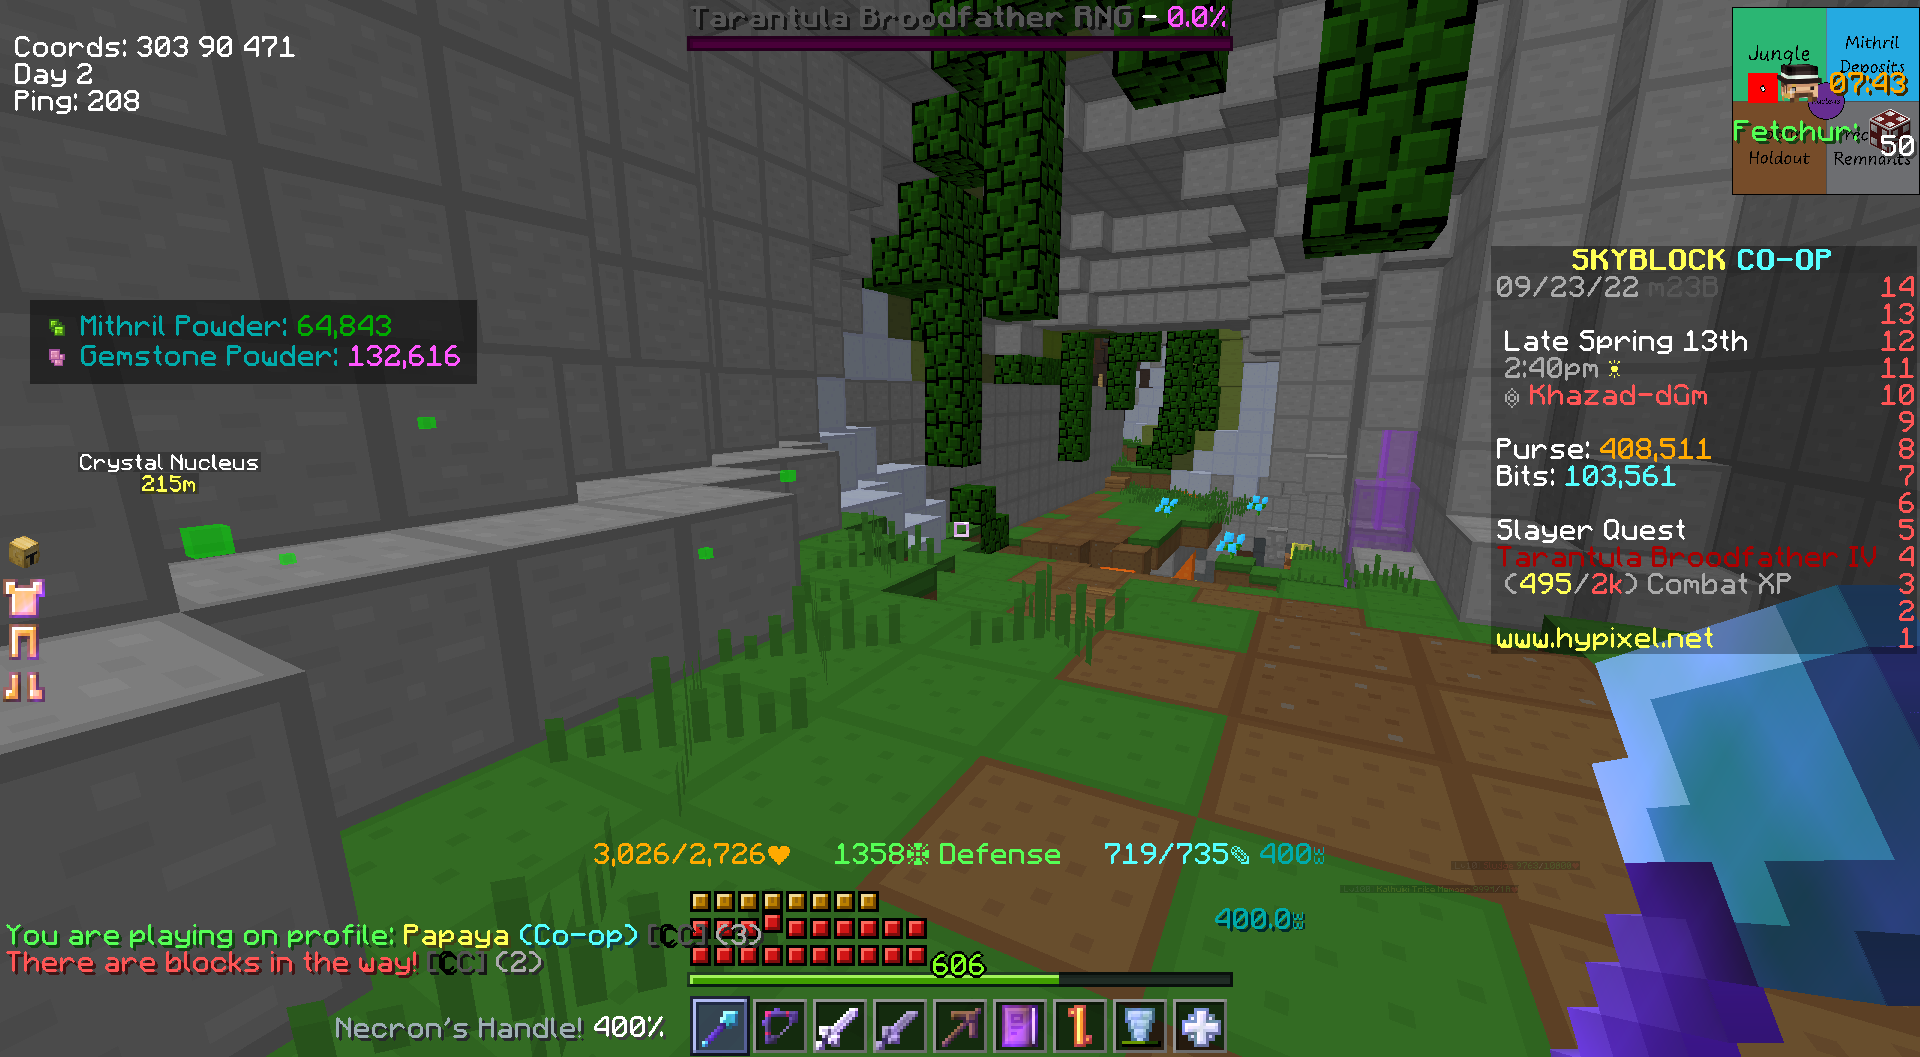 Tarantula Broodfather RNG - 0.0%
Coords: 303 90 471
Day 2
Ping: 208
Jungle
Mithril
Deposits
07:43
Fetchur:
50
Holdout
Remnants
Mithril Powder: 64,843
Gemstone Powder: 132,616
Crystal Nucleus
215m
SKYBLOCK CO-OP
09/23/22 m23B 14
13
Late Spring 13th 12
2:40pm 11
Khazad-dûm 10
9
Purse: 408,511 8
Bits: 103,561 7
6
Slayer Quest 5
Tarantula Broodfather IV 4
(495/2k) Combat XP 3
2
www.hypixel.net 1
3,026/2,726❤ 1358 Defense 719/735 400
400.0
You are playing on profile: Papaya (Co-op) [CC] (3)
There are blocks in the way! [CC] (2)
606
Necron's Handle! 400%